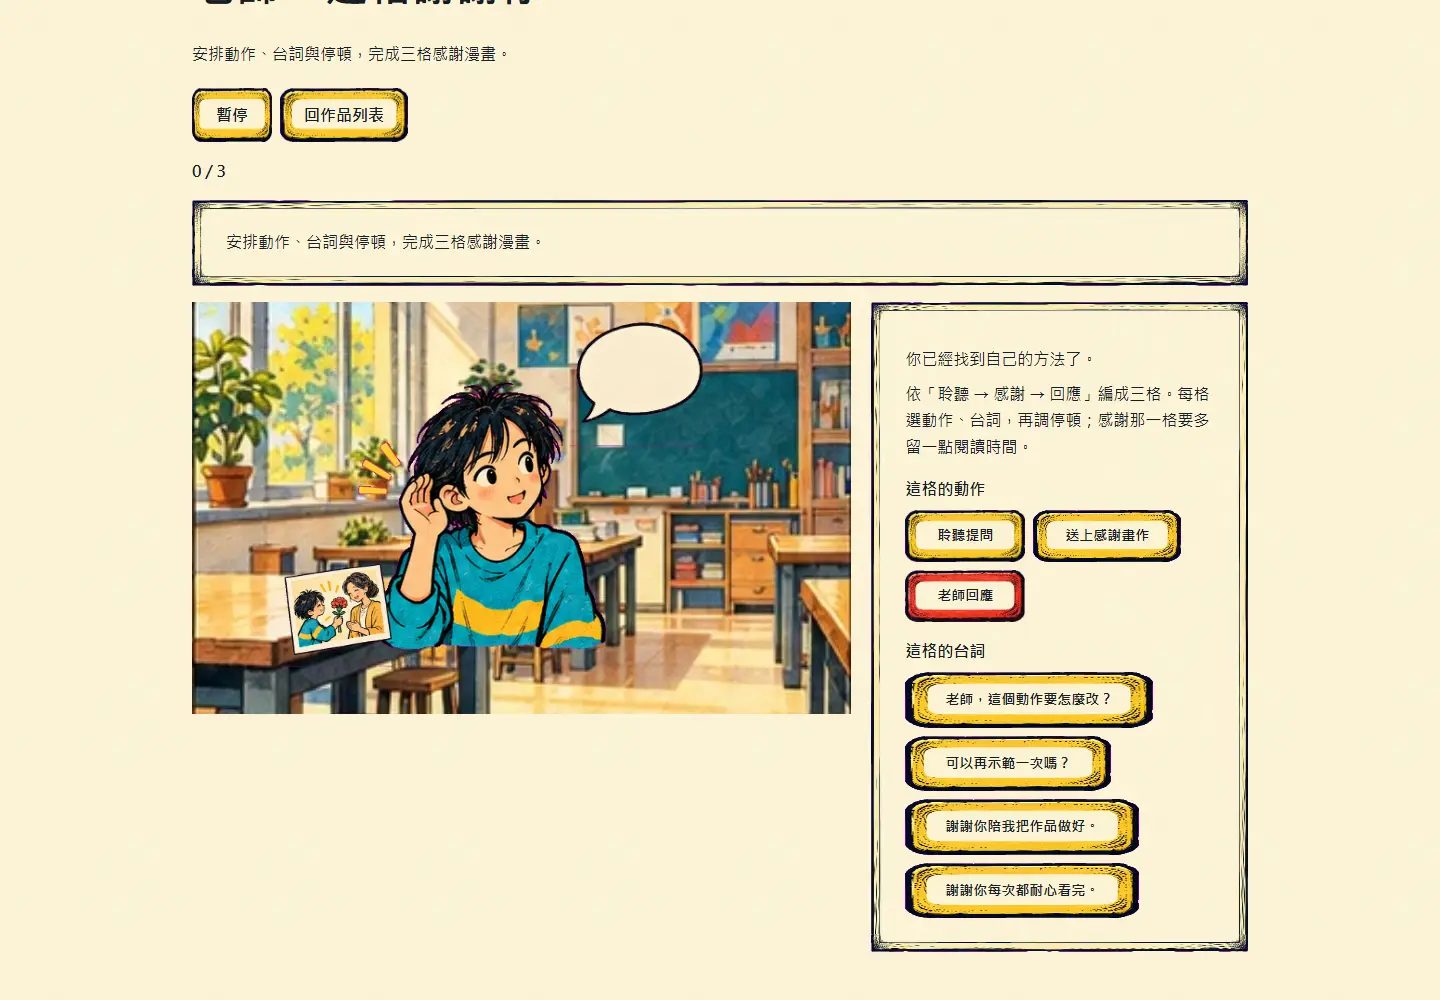 安排動作、台詞與停頓，完成三格感謝漫畫。
暫停
回作品列表
0 / 3
安排動作、台詞與停頓，完成三格感謝漫畫。
你已經找到自己的方法了。
依「聆聽 → 感謝 → 回應」編成三格。每格
選動作、台詞，再調停頓；感謝那一格要多
留一點閱讀時間。
這格的動作
聆聽提問
送上感謝畫作
老師回應
這格的台詞
老師，這個動作要怎麼改？
可以再示範一次嗎？
謝謝你陪我把作品做好。
謝謝你每次都耐心看完。